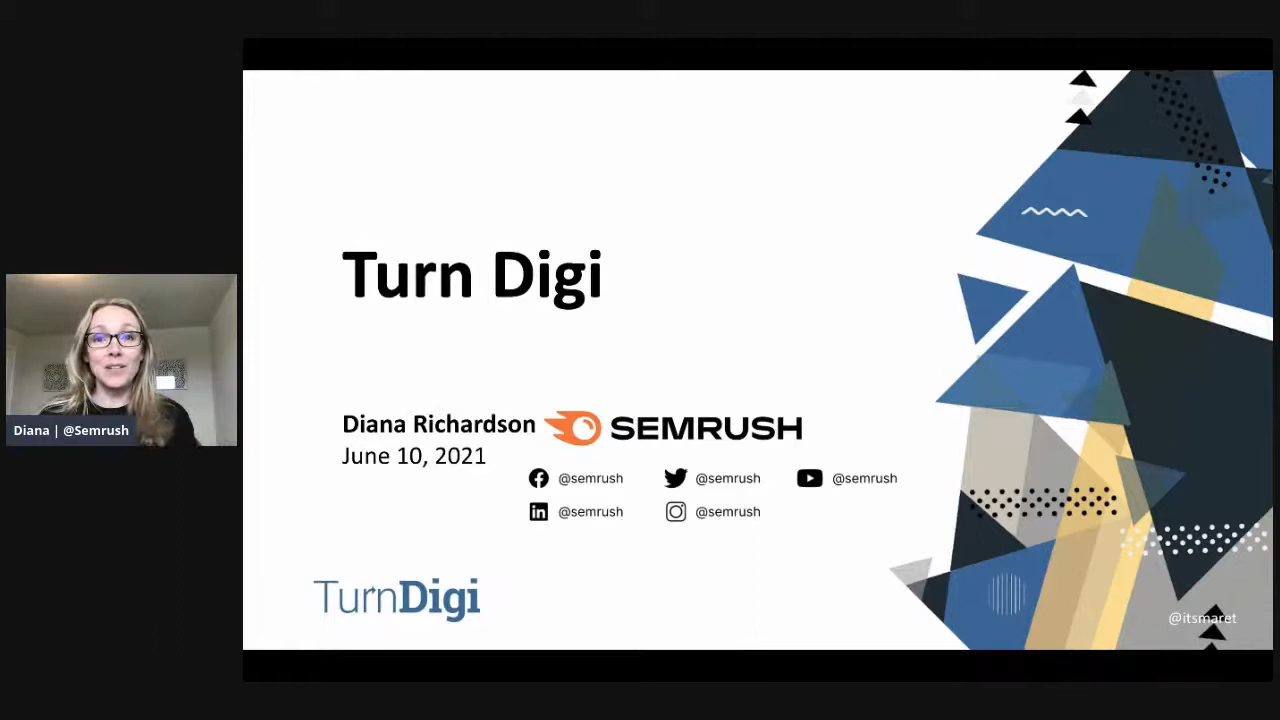 Turn Digi
Diana Richardson SEMRUSH
June 10, 2021
@semrush @semrush @semrush
@semrush @semrush
Diana | @Semrush
TurnDigi
@itsmaret